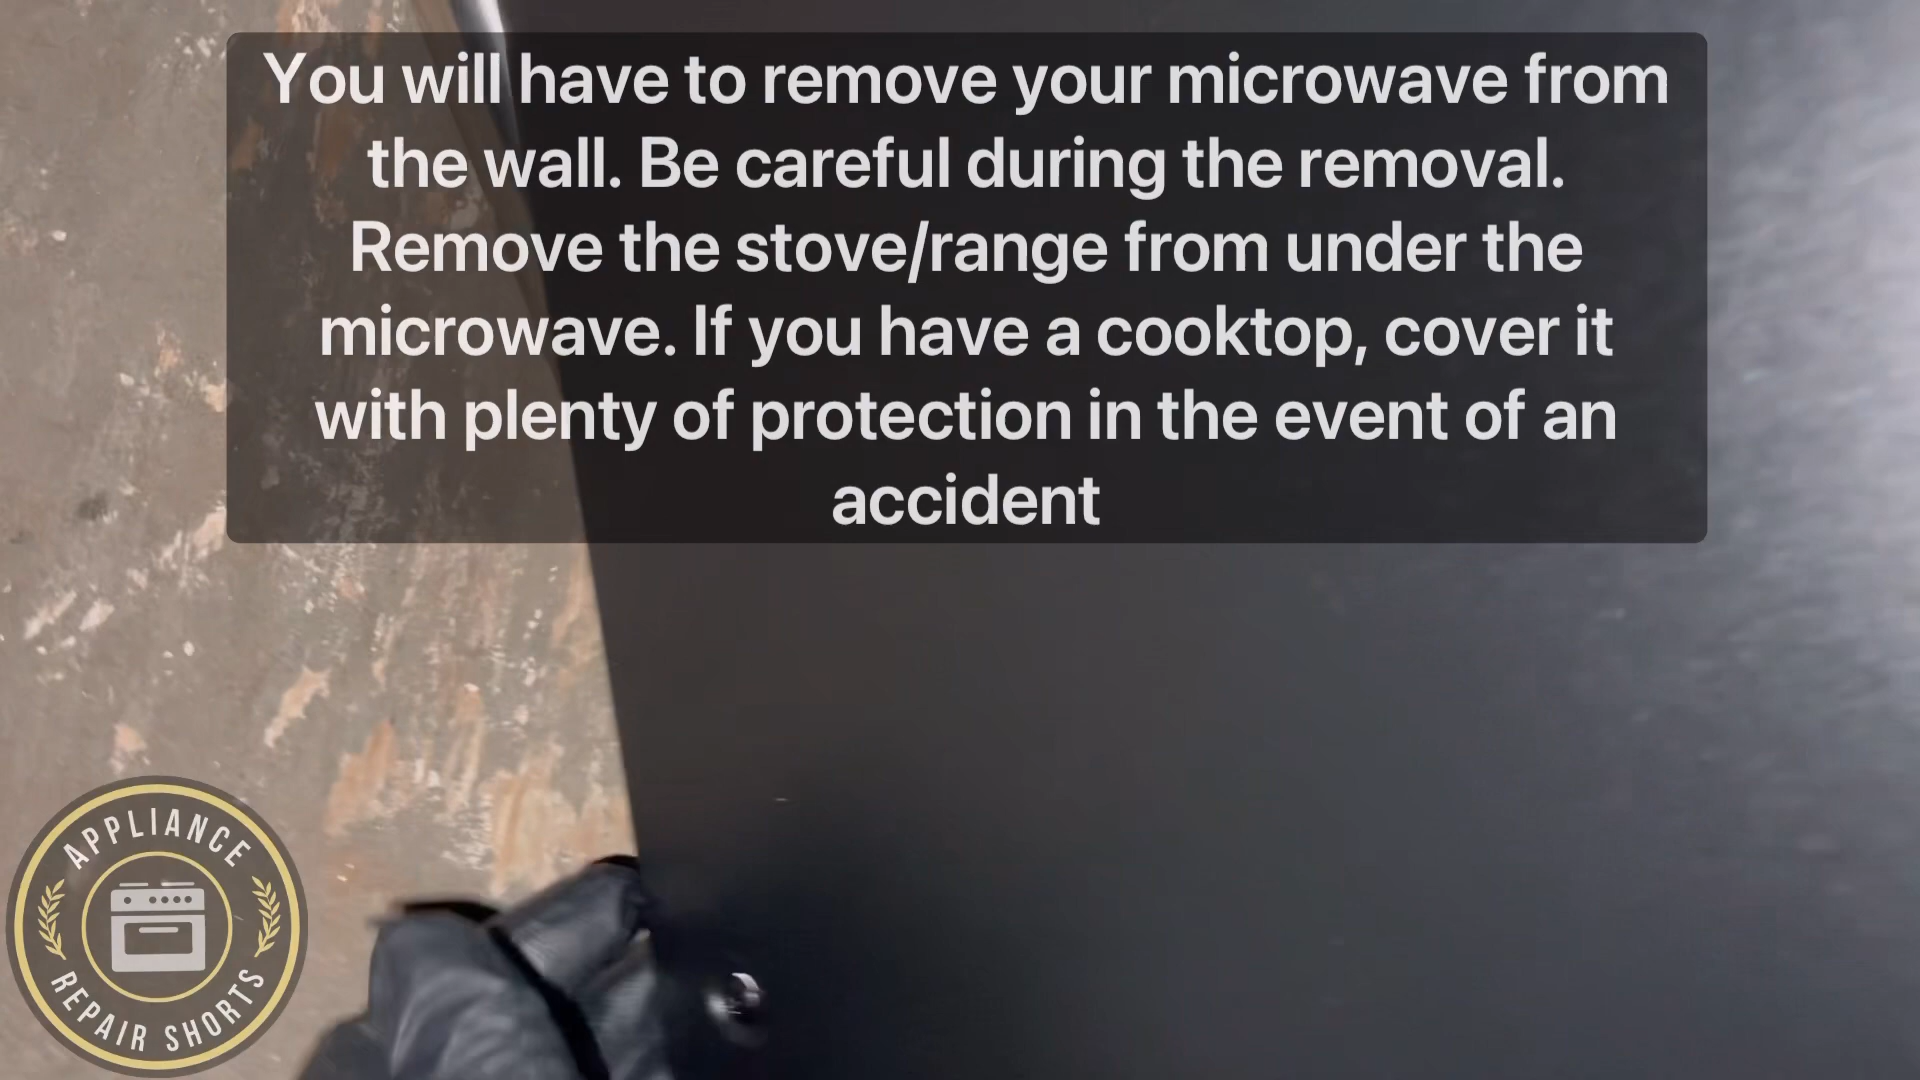 You will have to remove your microwave from
the wall. Be careful during the removal.
Remove the stove/range from under the
microwave. If you have a cooktop, cover it
with plenty of protection in the event of an
accident
APPLIANCE
REPAIR SHORTS